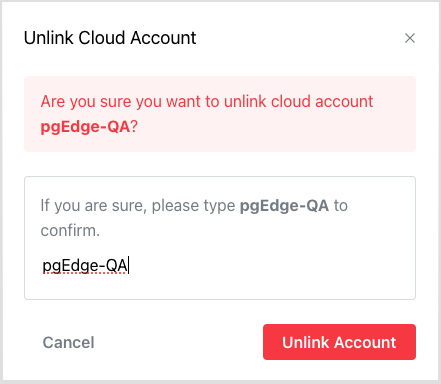 Unlink Cloud Account
Are you sure you want to unlink cloud account
pgEdge-QA?
If you are sure, please type pgEdge-QA to
confirm.
pgEdge-QA
Cancel
Unlink Account